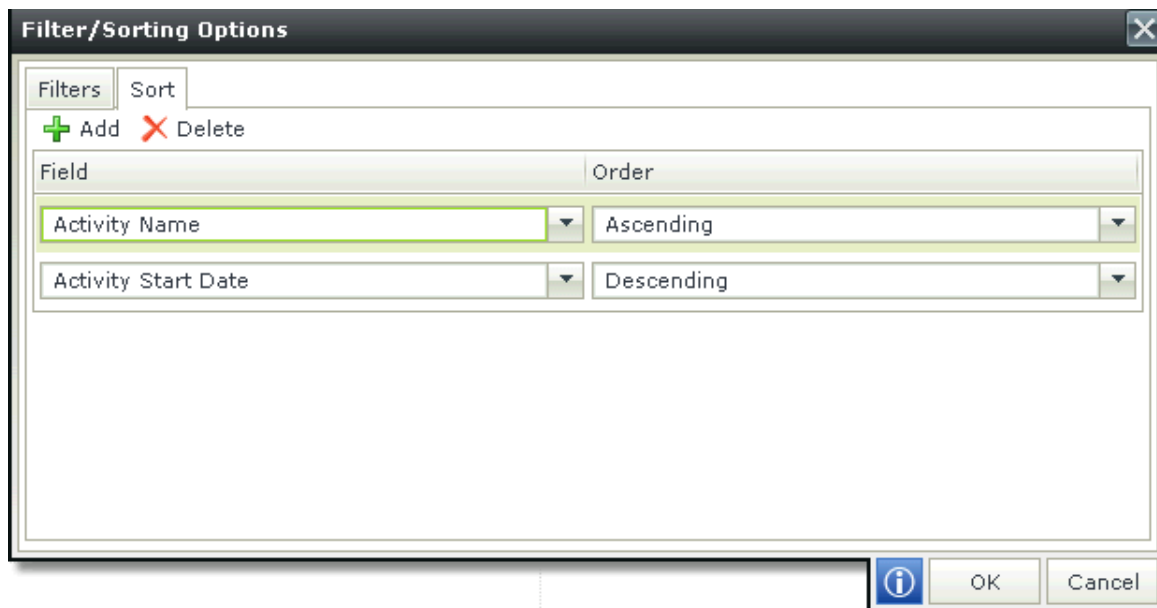 Filter/Sorting Options
Filters Sort
Add Delete
Field Order
Activity Name Ascending
Activity Start Date Descending
OK Cancel